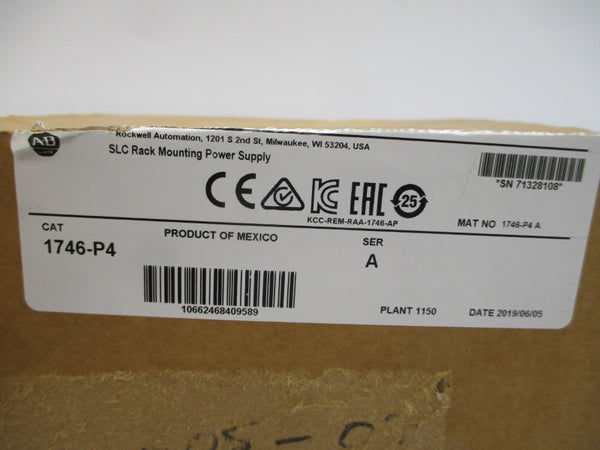 AB
Rockwell Automation, 1201 S 2nd St, Milwaukee, WI 53204, USA
SLC Rack Mounting Power Supply
*SN 71328108*
CE EAC 25
KCC-REM-RAA-1746-AP
MAT NO 1746-P4 A
CAT
1746-P4
PRODUCT OF MEXICO
SER
A
10662468409589
PLANT 1150
DATE 2019/06/05